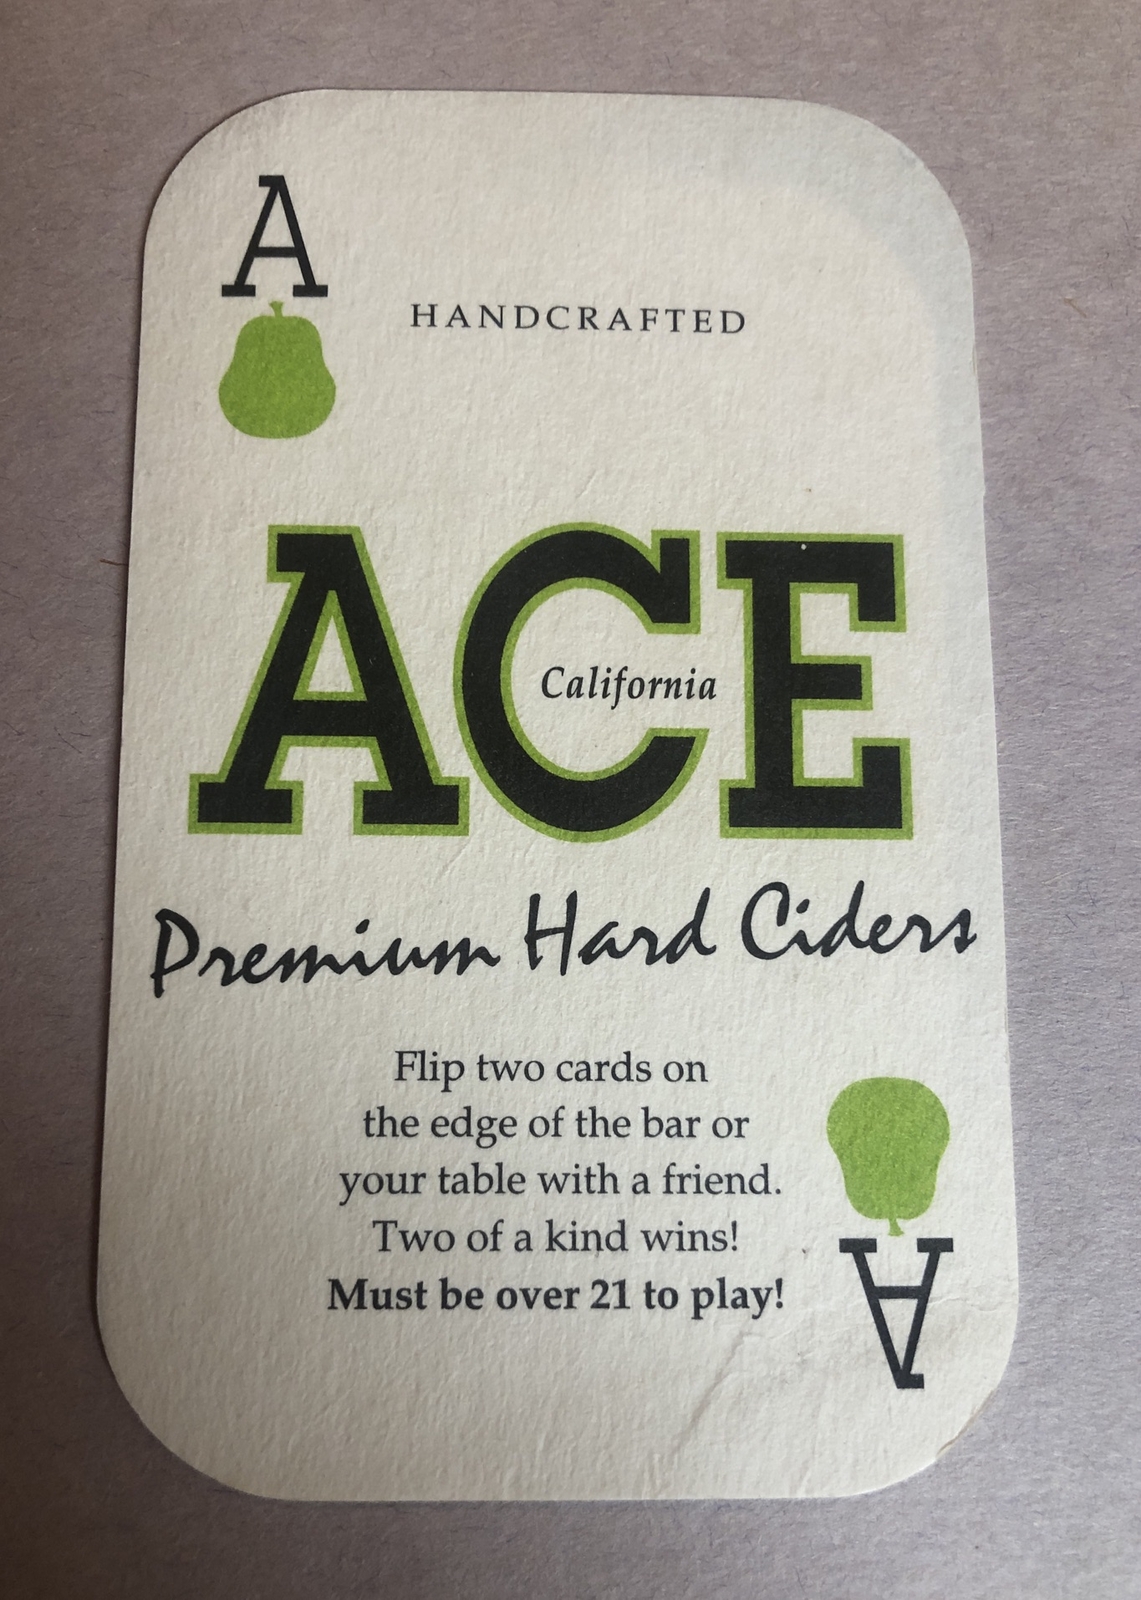 A
HANDCRAFTED
ACE
California
Premium Hard Ciders
Flip two cards on
the edge of the bar or
your table with a friend.
Two of a kind wins!
Must be over 21 to play!
A